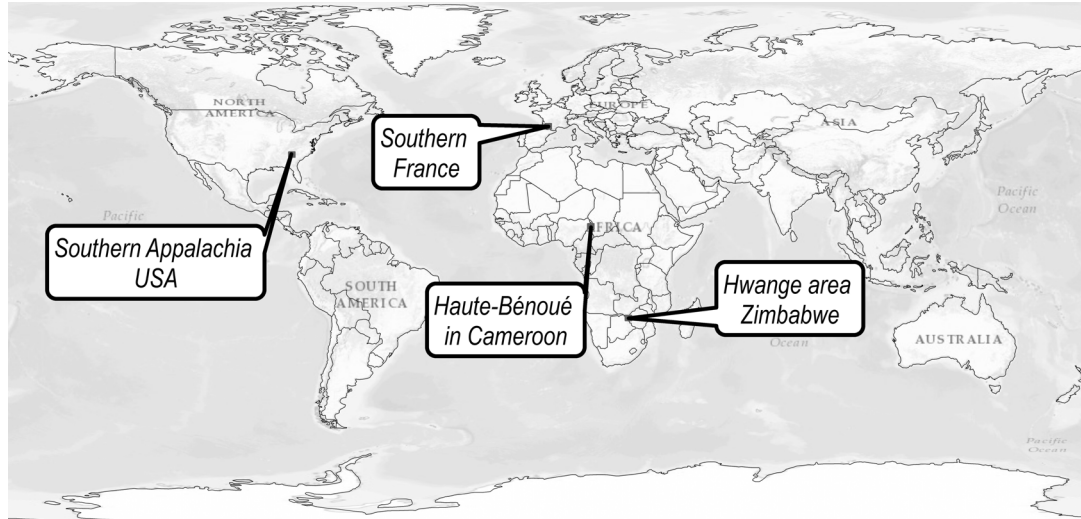 NORTH
AMERICA
EUROPE
ASIA
Southern
France
Pacific
Ocean
Pacific
AFRICA
Southern Appalachia
USA
SOUTH
AMERICA
Haute-Bénoué
in Cameroon
Hwange area
Zimbabwe
Ocean
AUSTRALIA
Pacific
Ocean